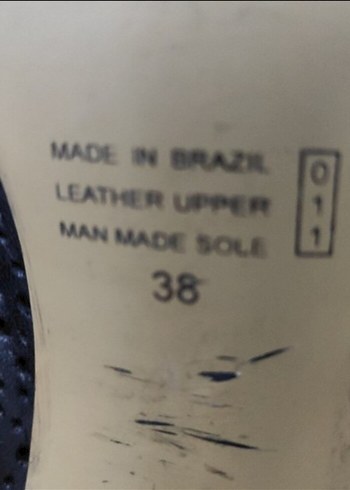 MADE IN BRAZIL
LEATHER UPPER
MAN MADE SOLE
38
0
1
1